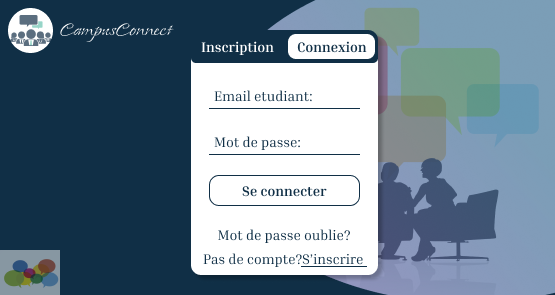 CampusConnect
Inscription Connexion
Email etudiant:
Mot de passe:
Se connecter
Mot de passe oublie?
Pas de compte?S'inscrire